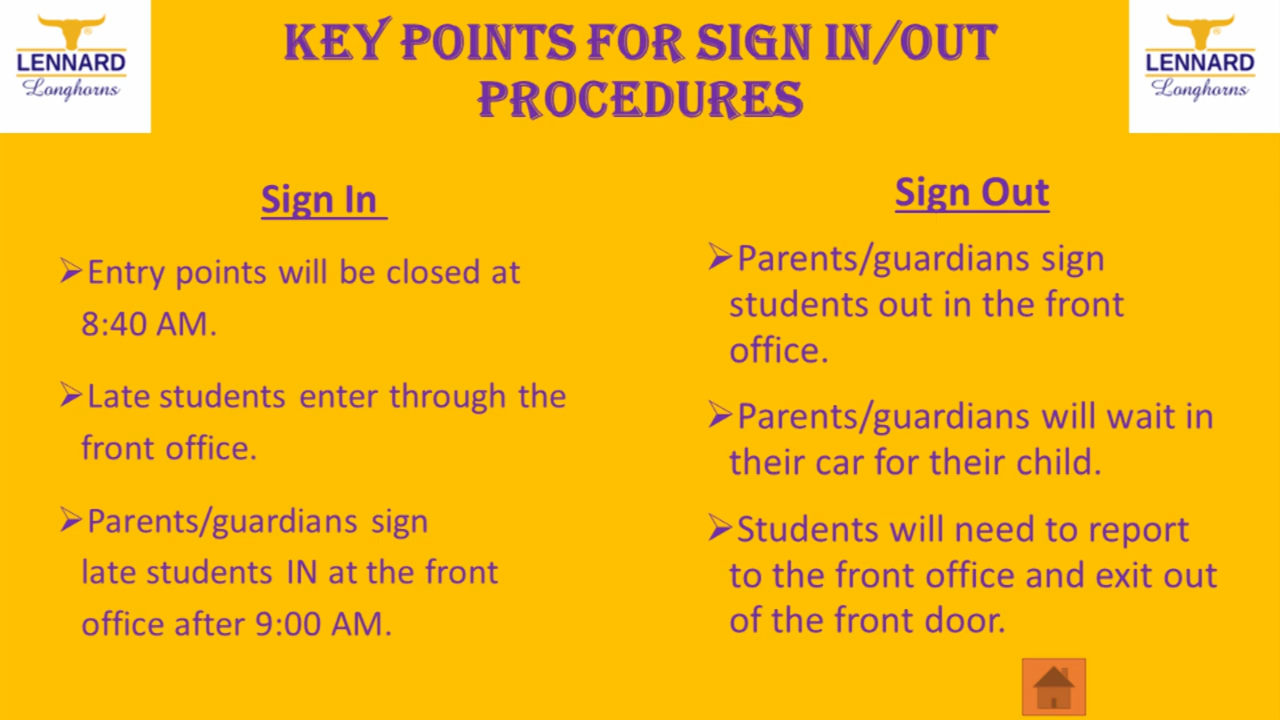 LENNARD
Longhorns
KEY POINTS FOR SIGN IN/OUT
PROCEDURES
LENNARD
Longhorns
Sign In
➢Entry points will be closed at
8:40 AM.
➢Late students enter through the
front office.
➢Parents/guardians sign
late students IN at the front
office after 9:00 AM.
Sign Out
➢Parents/guardians sign
students out in the front
office.
➢Parents/guardians will wait in
their car for their child.
➢Students will need to report
to the front office and exit out
of the front door.